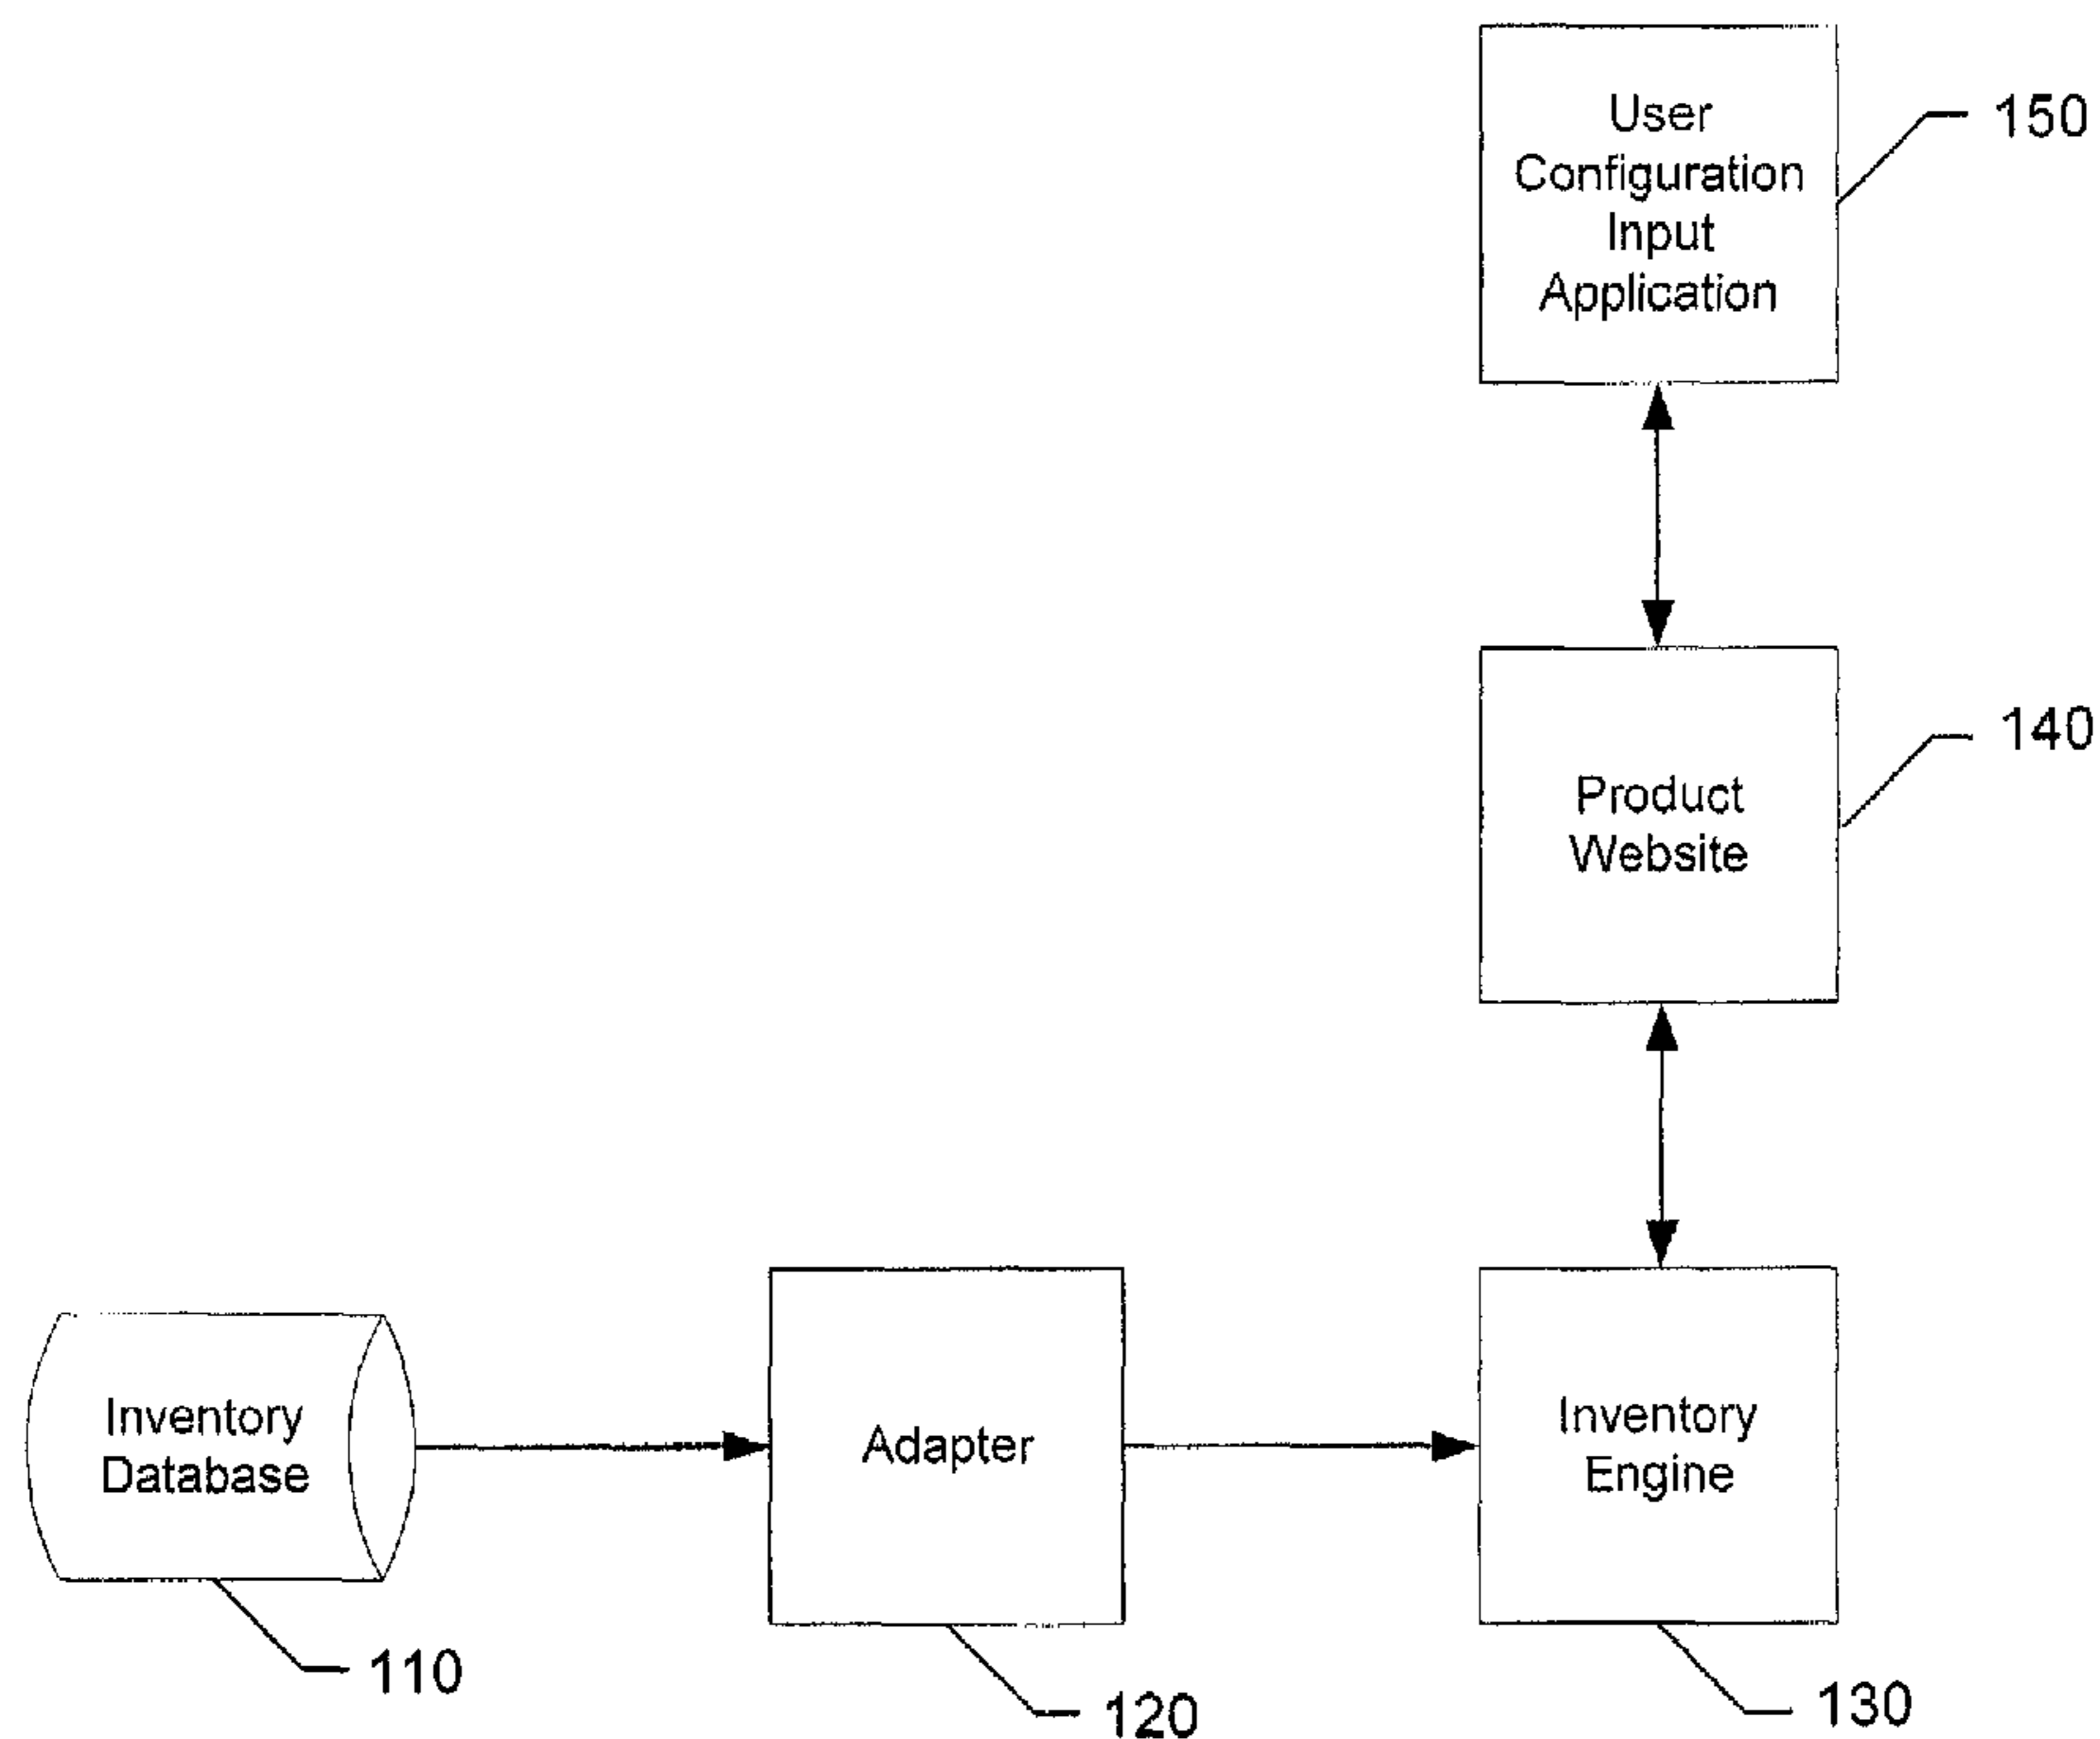 User
Configuration
Input
Application
150
Product
Website
140
Inventory
Database
110
Adapter
120
Inventory
Engine
130